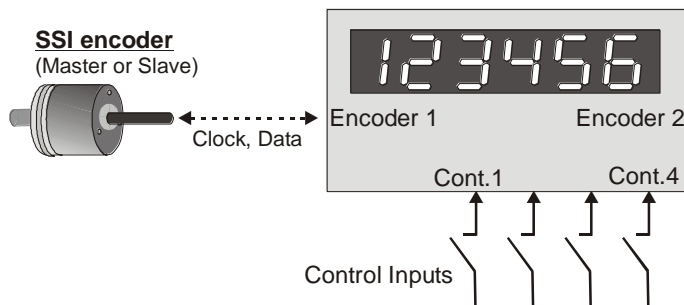 SSI encoder
(Master or Slave)
123456
Encoder 1
Encoder 2
Clock, Data
Cont.1
Cont.4
Control Inputs